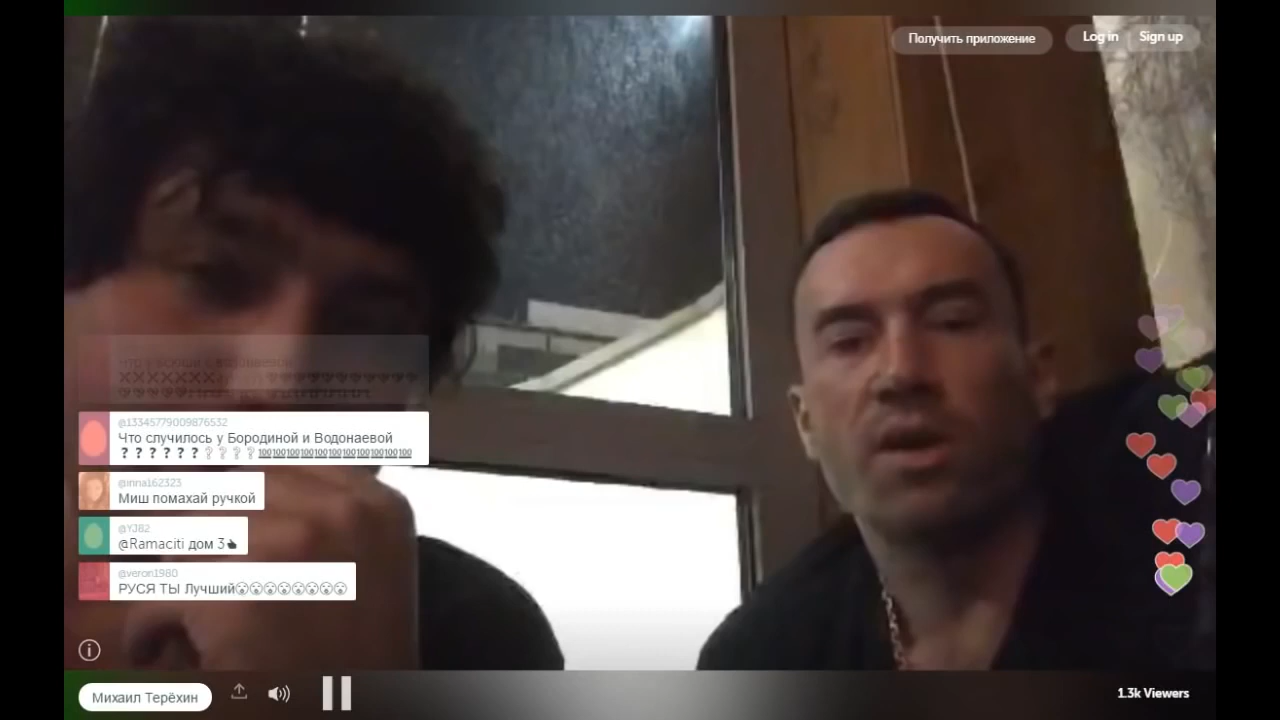 Получить приложение
Log in
Sign up
@13345779009876532
Что случилось у Бородиной и Водонаевой
? ? ? ? ? ? ? ? ? ? 💯💯💯💯💯💯💯💯💯💯💯
@inna162323
Миш помахай ручкой
@YJ82
@Ramaciti дом 3👆
@veron1980
РУСЯ ТЫ Лучший😮😮😮😮😮😮😮😮
Михаил Терёхин
1.3k Viewers